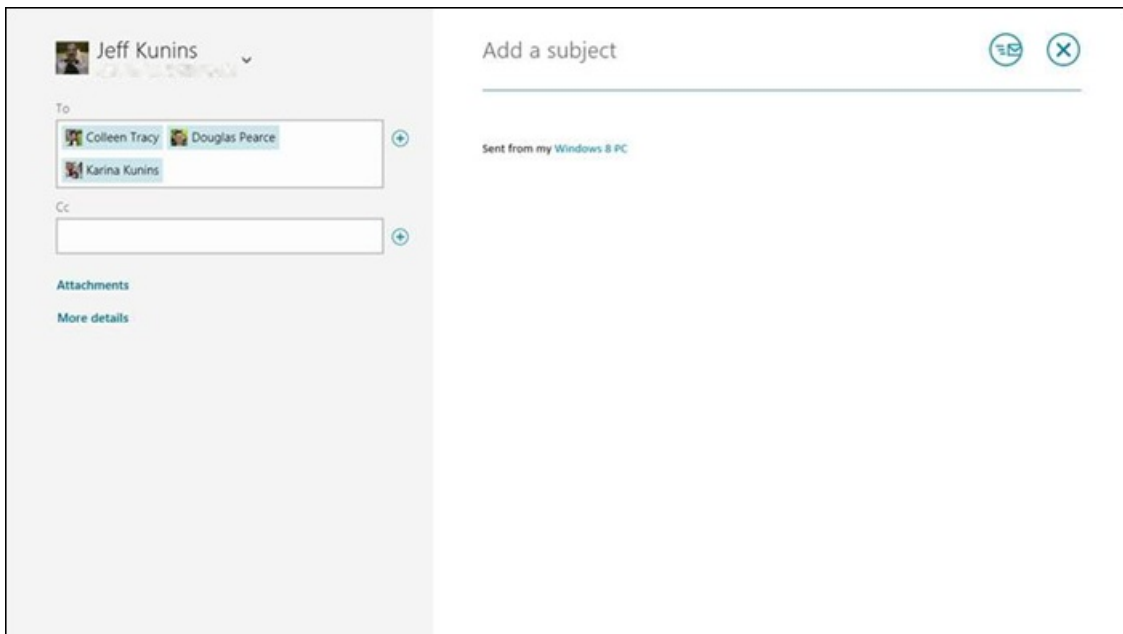 Jeff Kunins
To
Colleen Tracy Douglas Pearce
Karina Kunins
Cc
Attachments
More details
Add a subject
Sent from my Windows 8 PC